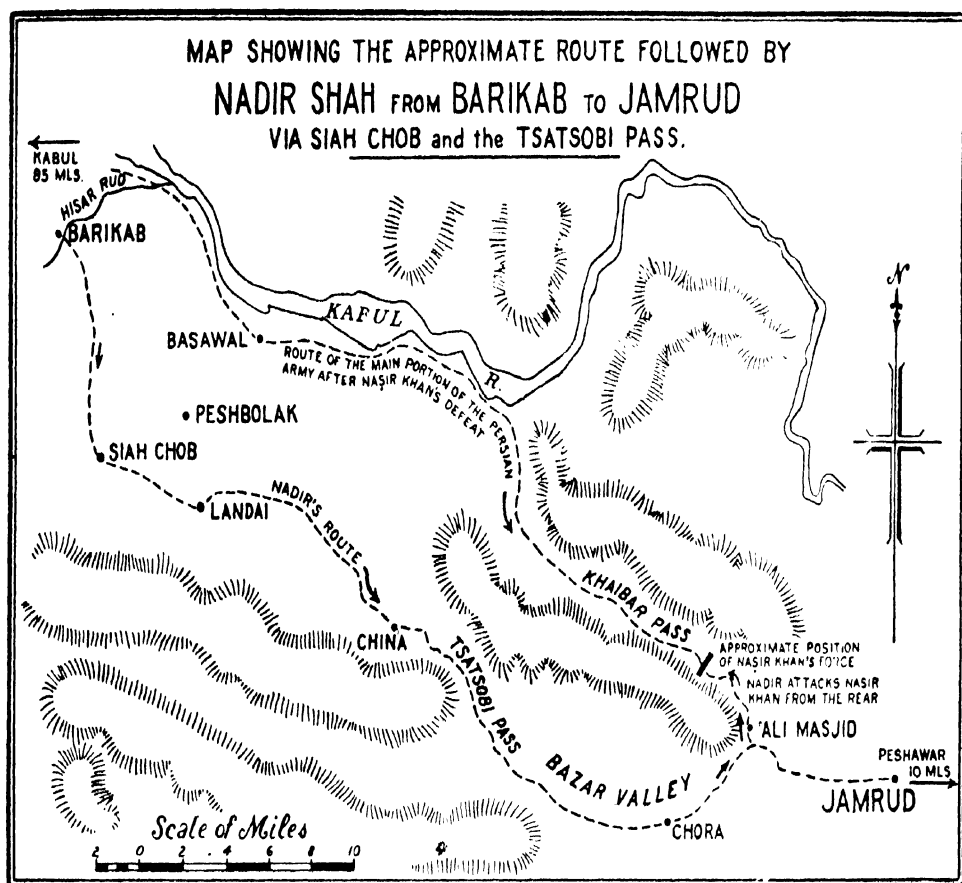 MAP SHOWING THE APPROXIMATE ROUTE FOLLOWED BY
NADIR SHAH FROM BARIKAB TO JAMRUD
VIA SIAH CHOB and the TSATSOBI PASS.
KABUL
85 MLS.
HISAR RUD
BARIKAB
N
KAFUL
R.
BASAWAL
ROUTE OF THE MAIN PORTION OF THE PERSIAN
ARMY AFTER NAṢIR KHAN'S DEFEAT
PESHBOLAK
SIAH CHOB
LANDAI
NADIR'S ROUTE
KHAIBAR PASS
CHINA
TSATSOBI PASS
APPROXIMATE POSITION
OF NAṢIR KHAN'S FORCE
NADIR ATTACKS NASIR
KHAN FROM THE REAR
'ALI MASJID
PESHAWAR
10 MLS
BAZAR VALLEY
JAMRUD
CHORA
Scale of Miles
2 0 2 4 6 8 10